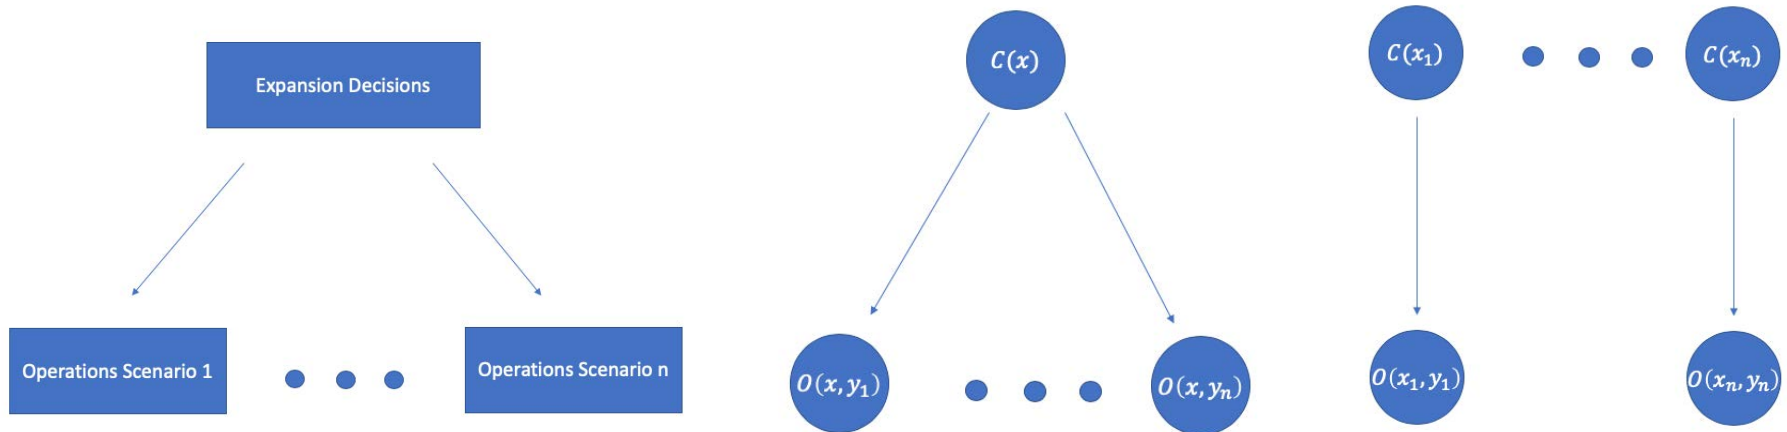 Expansion Decisions
Operations Scenario 1
Operations Scenario n
C(x)
O(x, y₁)
O(x, yₙ)
C(x₁)
C(xₙ)
O(x₁, y₁)
O(xₙ, yₙ)